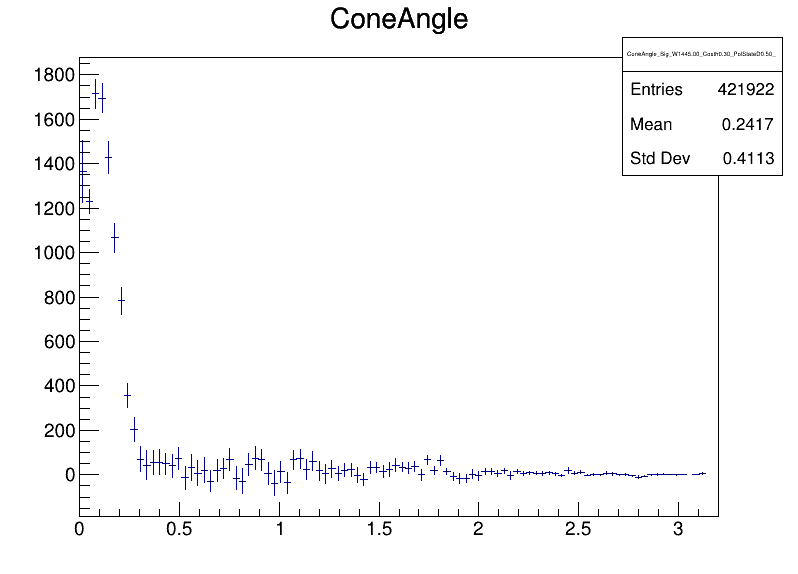 ConeAngle
ConeAngle_Sig_W1445.00_Costh0.30_PolStateD0.50_
Entries 421922
Mean 0.2417
Std Dev 0.4113
1800
1600
1400
1200
1000
800
600
400
200
0
0 0.5 1 1.5 2 2.5 3